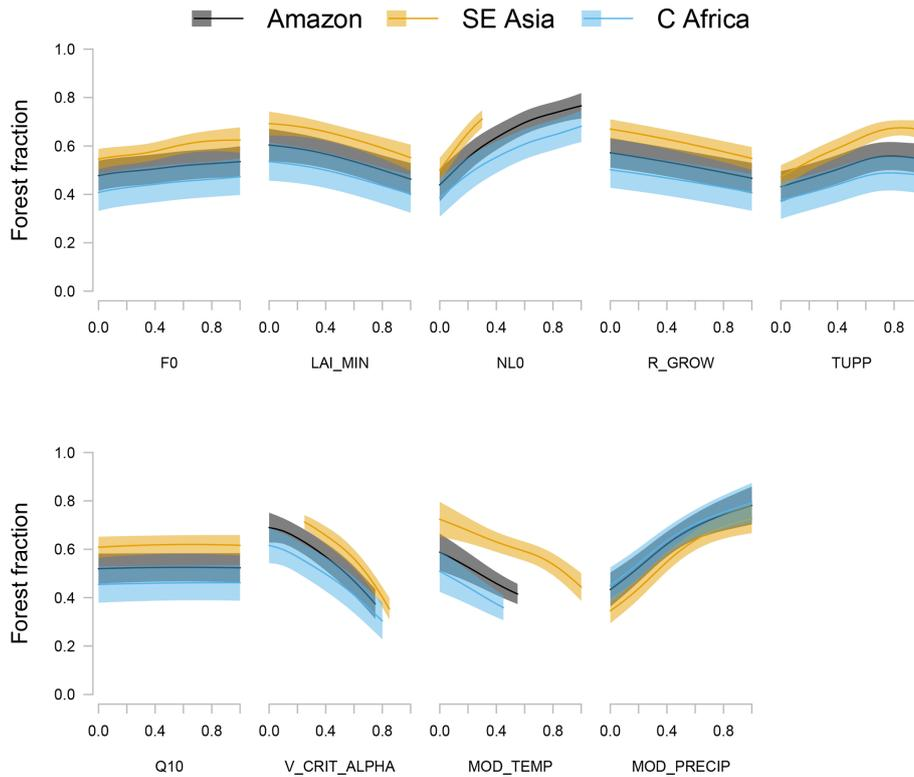 Amazon SE Asia C Africa
Forest fraction
1.0
0.8
0.6
0.4
0.2
0.0
0.0 0.4 0.8 0.0 0.4 0.8 0.0 0.4 0.8 0.0 0.4 0.8 0.0 0.4 0.8
F0 LAI_MIN NL0 R_GROW TUPP
Forest fraction
1.0
0.8
0.6
0.4
0.2
0.0
0.0 0.4 0.8 0.0 0.4 0.8 0.0 0.4 0.8 0.0 0.4 0.8
Q10 V_CRIT_ALPHA MOD_TEMP MOD_PRECIP